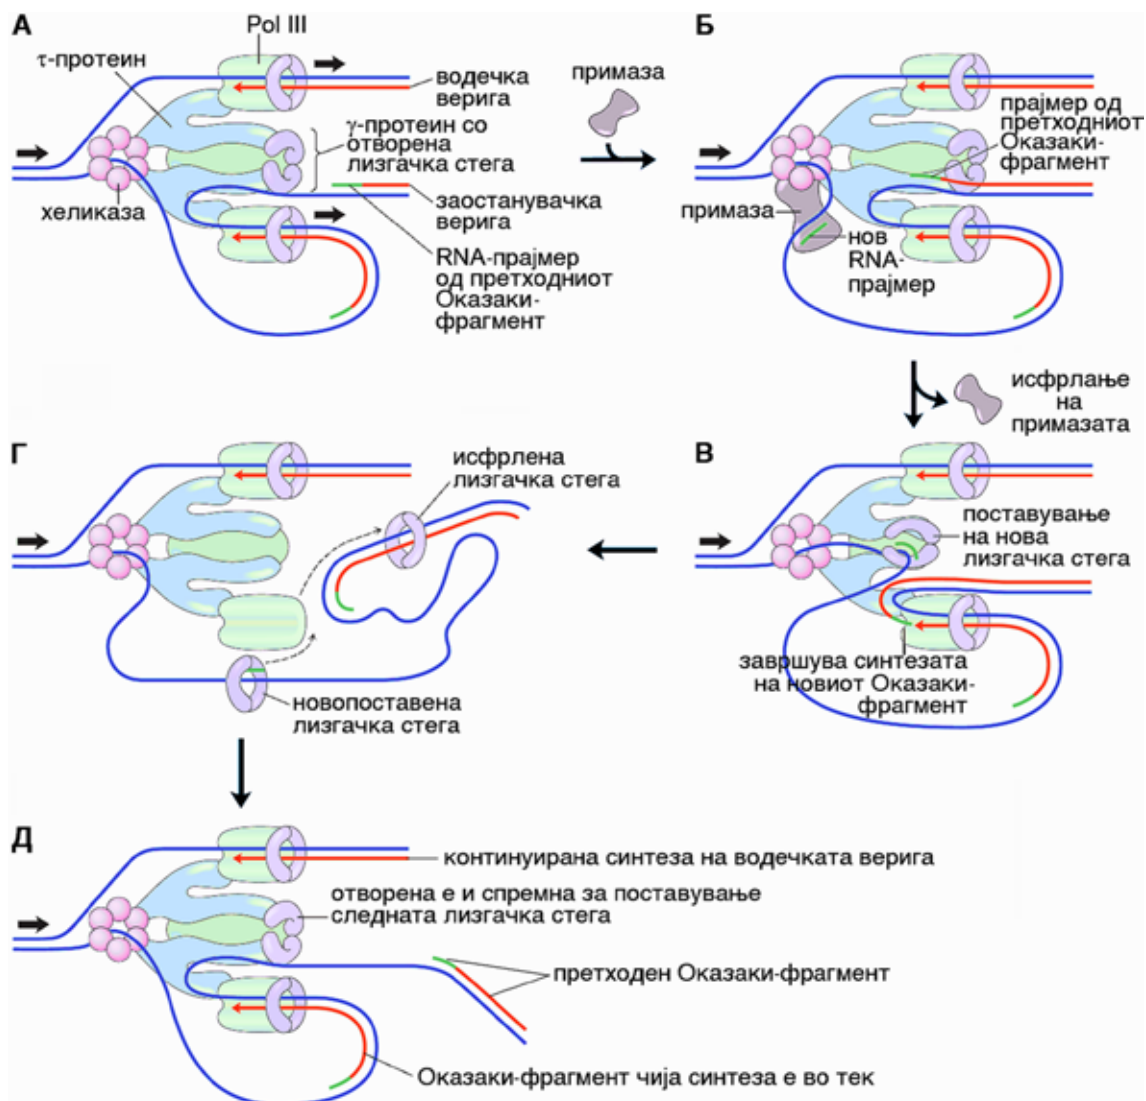 А
Pol III
τ-протеин
водечка
верига
γ-протеин со
отворена
лизгачка стега
хеликаза
заостанувачка
верига
RNA-прајмер
од претходниот
Оказаки-
фрагмент
примаза
Б
прајмер од
претходниот
Оказаки-
фрагмент
примаза
нов
RNA-
прајмер
исфрлање
на
примазата
В
поставување
на нова
лизгачка стега
завршува синтезата
на новиот Оказаки-
фрагмент
Г
исфрлена
лизгачка стега
новопоставена
лизгачка стега
Д
континуирана синтеза на водечката верига
отворена е и спремна за поставување
следната лизгачка стега
претходен Оказаки-фрагмент
Оказаки-фрагмент чија синтеза е во тек